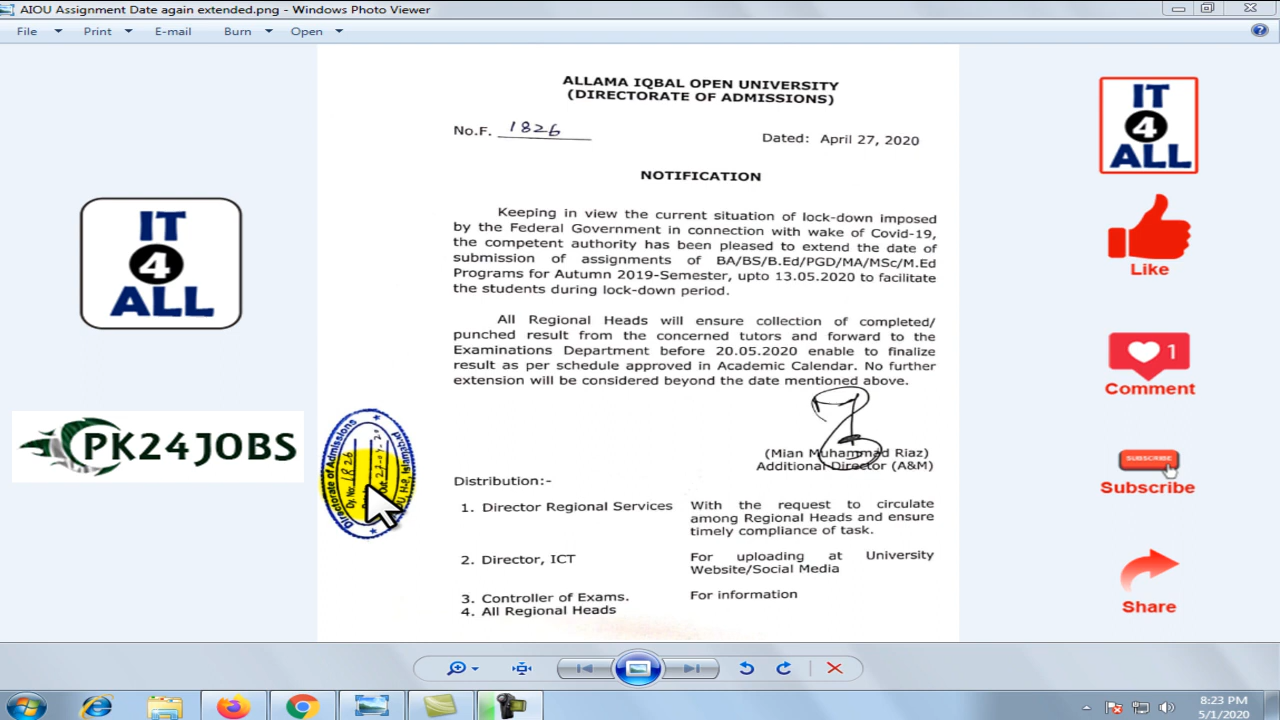 AIOU Assignment Date again extended.png - Windows Photo Viewer
File Print E-mail Burn Open
ALLAMA IQBAL OPEN UNIVERSITY
(DIRECTORATE OF ADMISSIONS)
No.F. 1826
Dated: April 27, 2020
NOTIFICATION
Keeping in view the current situation of lock-down imposed
by the Federal Government in connection with wake of Covid-19,
the competent authority has been pleased to extend the date of
submission of assignments of BA/BS/B.Ed/PGD/MA/MSc/M.Ed
Programs for Autumn 2019-Semester, upto 13.05.2020 to facilitate
the students during lock-down period.
All Regional Heads will ensure collection of completed/
punched result from the concerned tutors and forward to the
Examinations Department before 20.05.2020 enable to finalize
result as per schedule approved in Academic Calendar. No further
extension will be considered beyond the date mentioned above.
(Mian Muhammad Riaz)
Additional Director (A&M)
Distribution:-
1. Director Regional Services With the request to circulate
among Regional Heads and ensure
timely compliance of task.
2. Director, ICT For uploading at University
Website/Social Media
3. Controller of Exams. For information
4. All Regional Heads
Directorate of Admissions
Dy. No. 1826
Islamabad
IT
4
ALL
PK24JOBS
IT
4
ALL
Like
1
Comment
SUBSCRIBE
Subscribe
Share
8:23 PM
5/1/2020